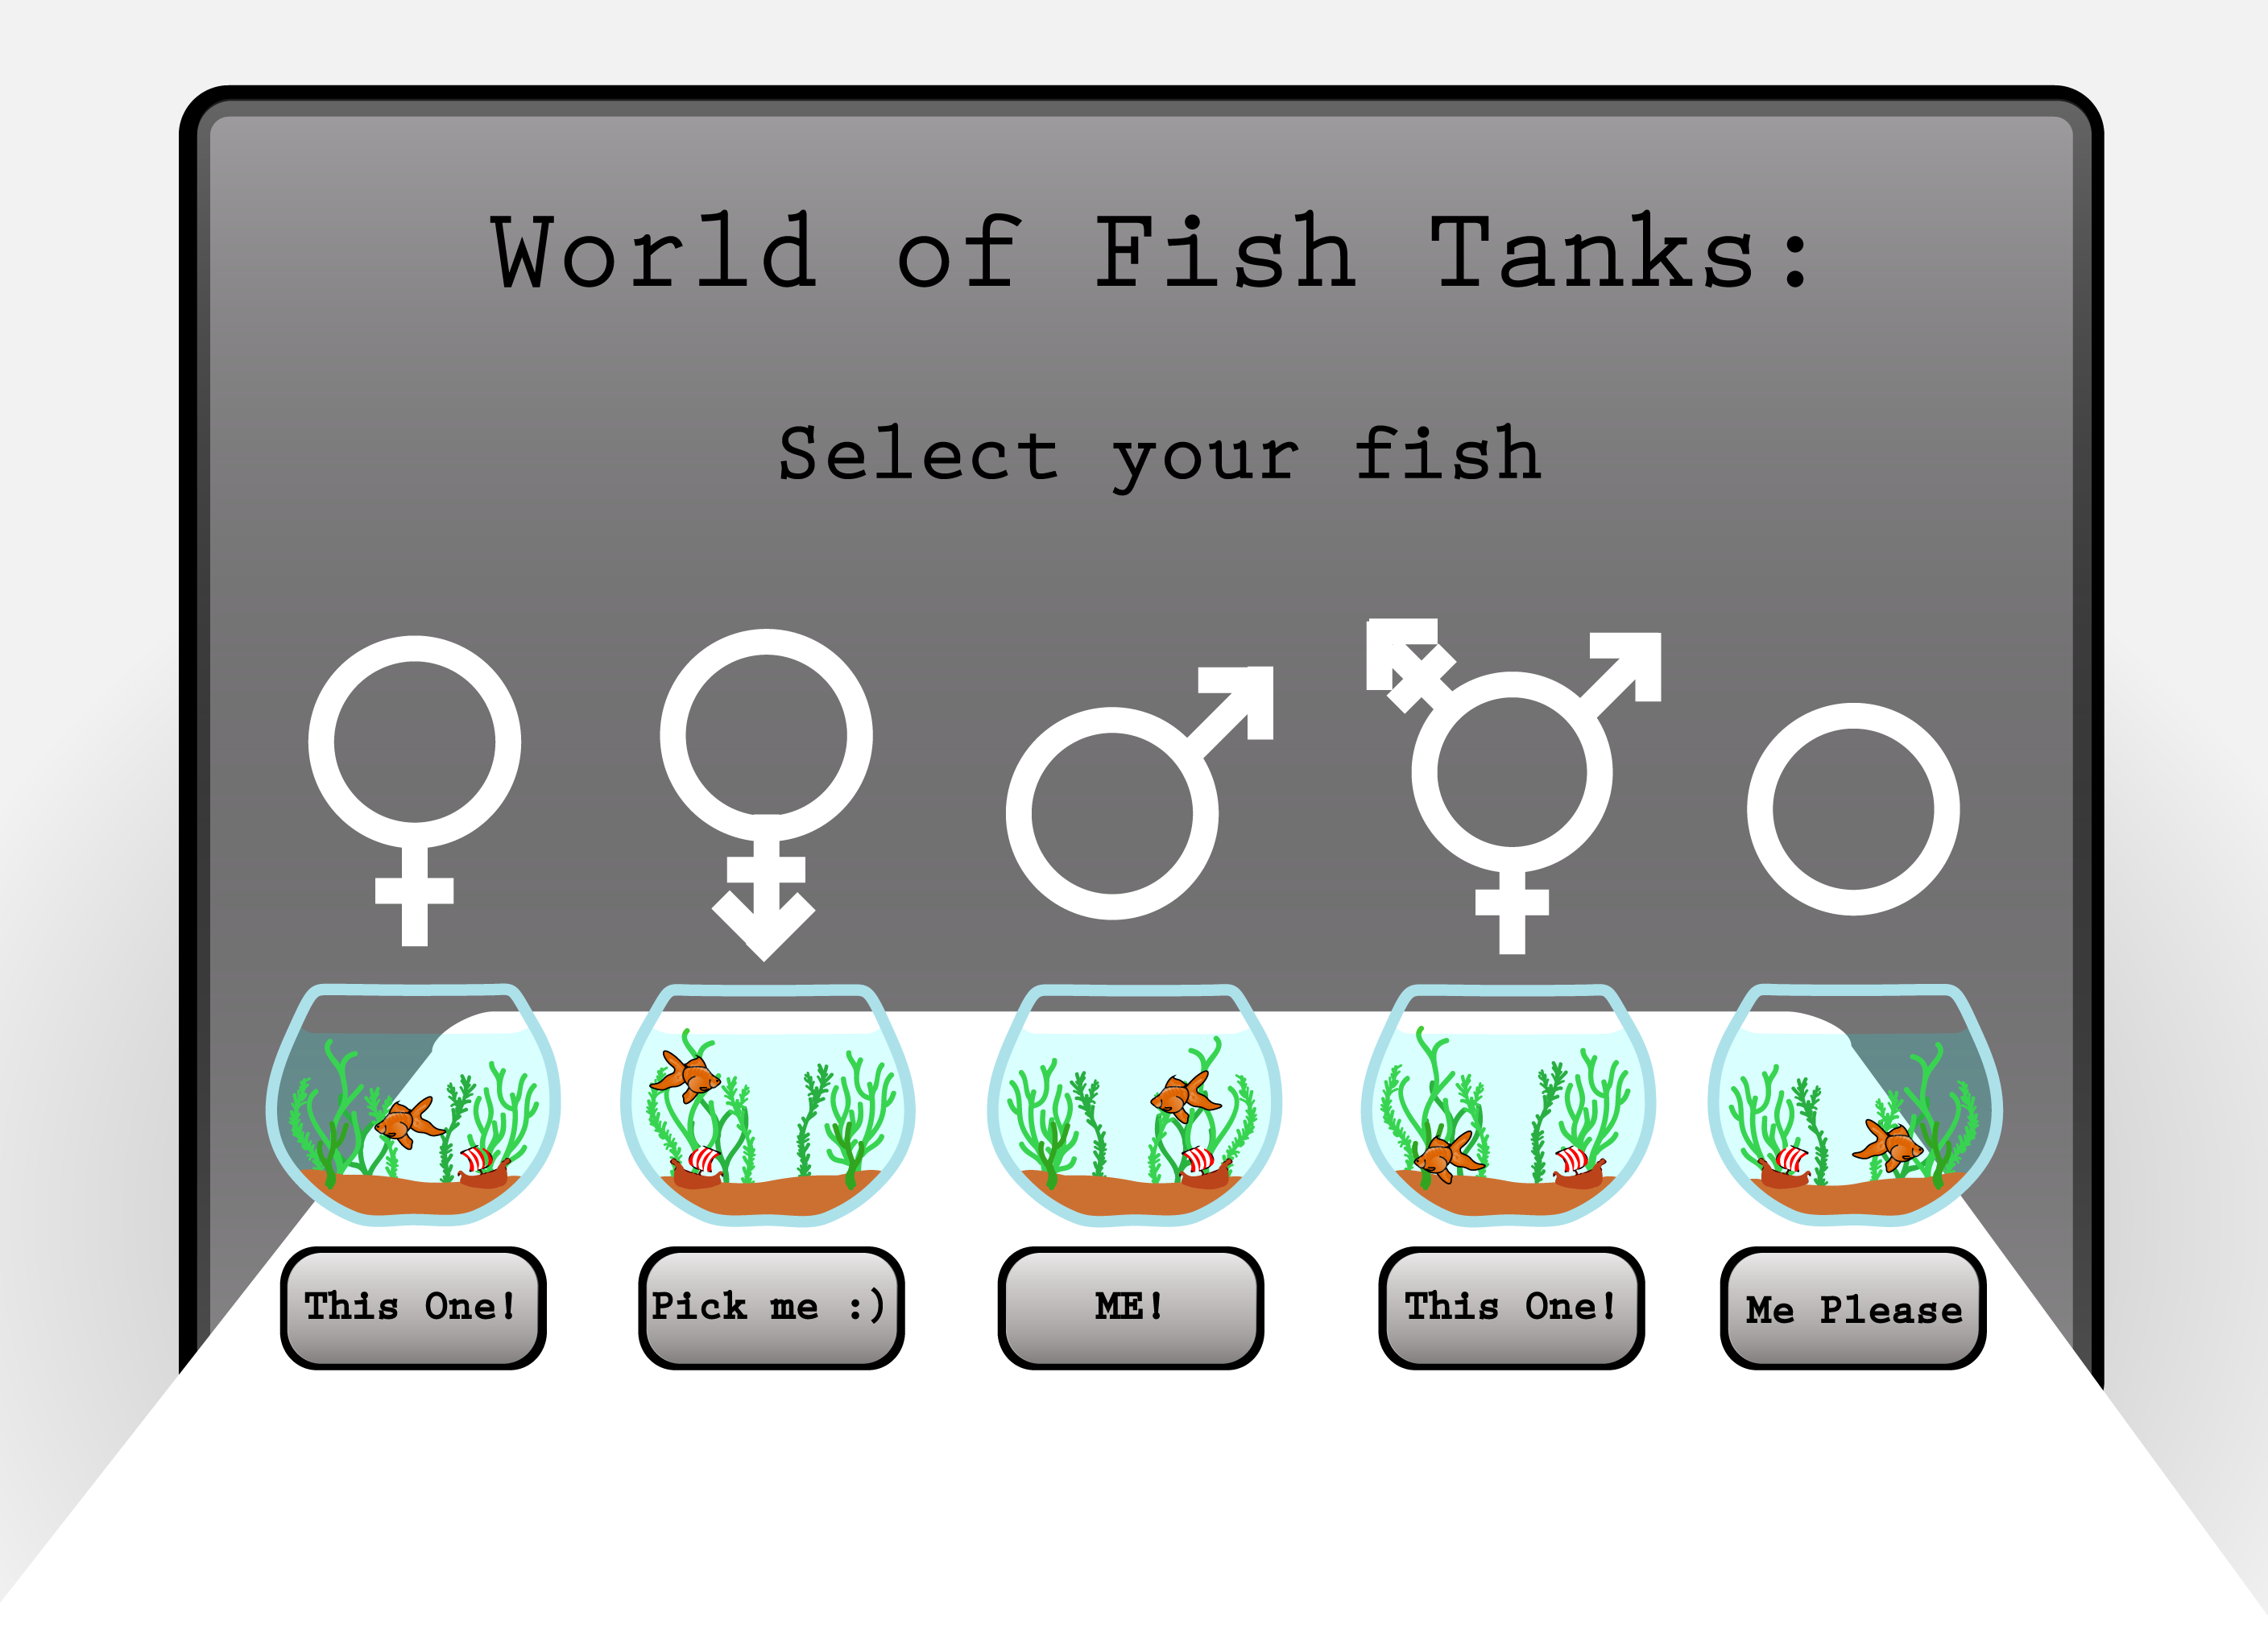 World of Fish Tanks:
Select your fish
This One!
Pick me :)
ME!
This One!
Me Please